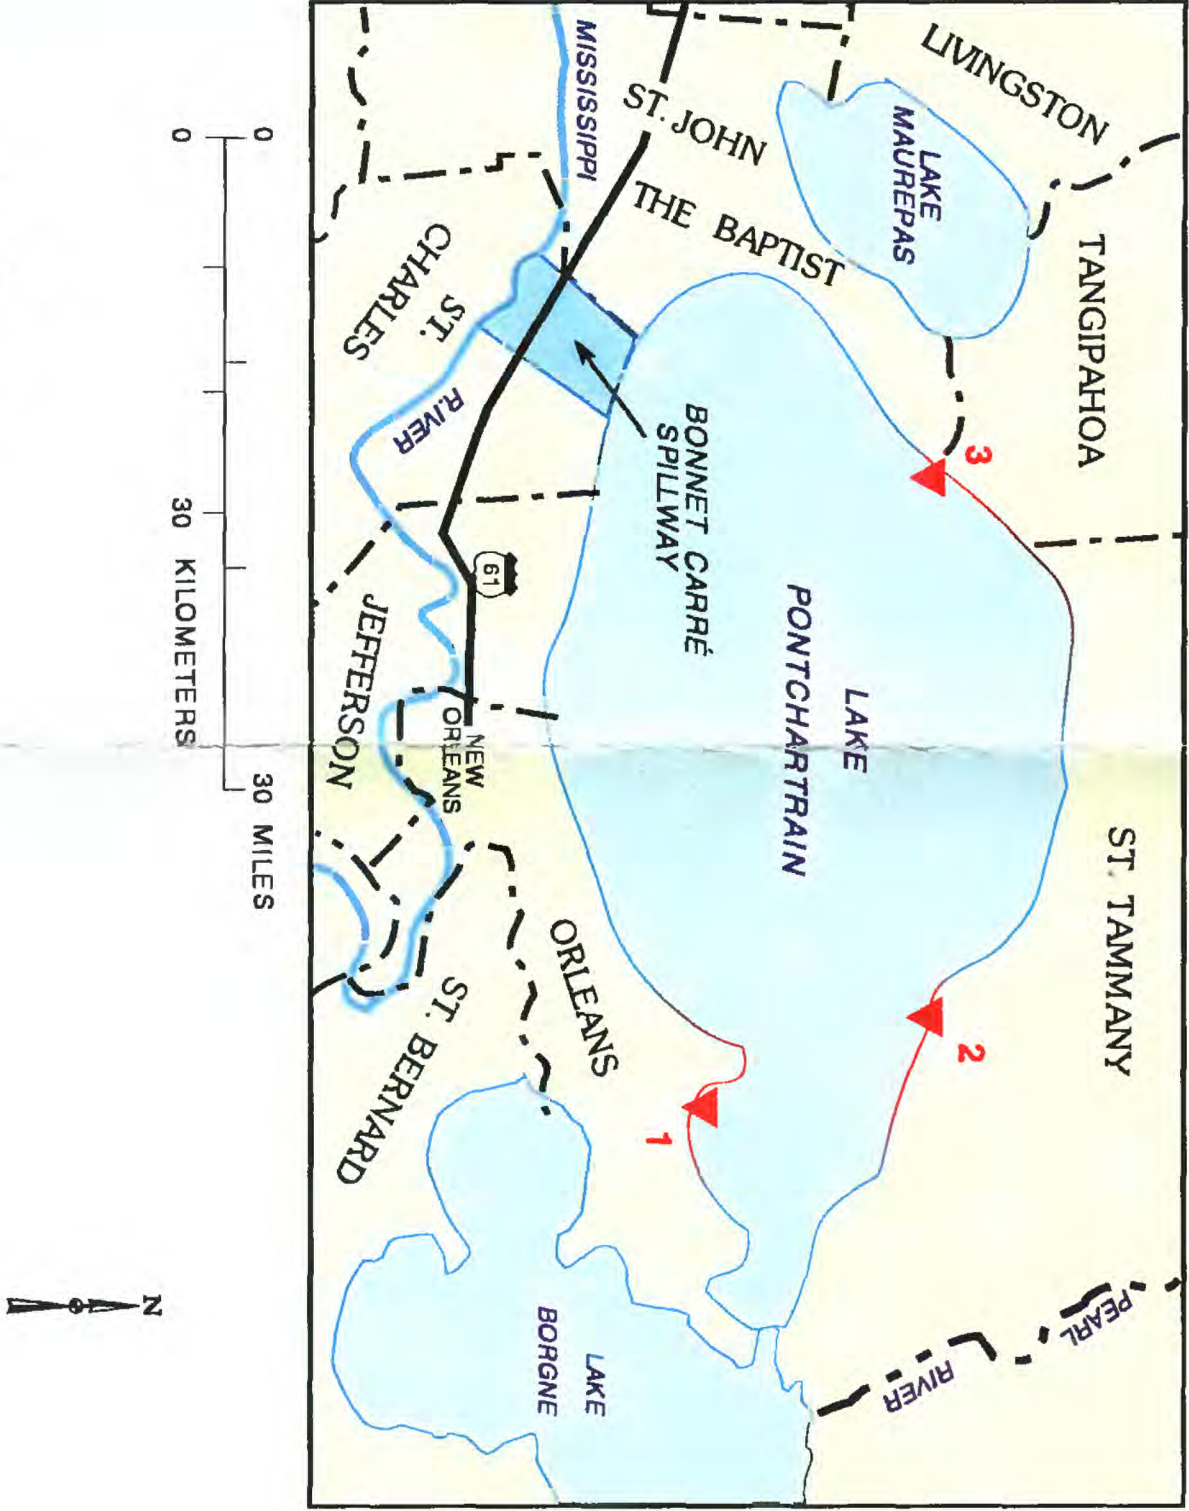 LIVINGSTON
TANGIPAHOA
ST. TAMMANY
LAKE
MAUREPAS
3
2
PEARL
RIVER
ST. JOHN
THE BAPTIST
LAKE
PONTCHARTRAIN
MISSISSIPPI
BONNET CARRÉ
SPILLWAY
1
ST.
CHARLES
RIVER
61
NEW
ORLEANS
ORLEANS
JEFFERSON
ST. BERNARD
LAKE
BORGNE
0 30 MILES
0 30 KILOMETERS
N